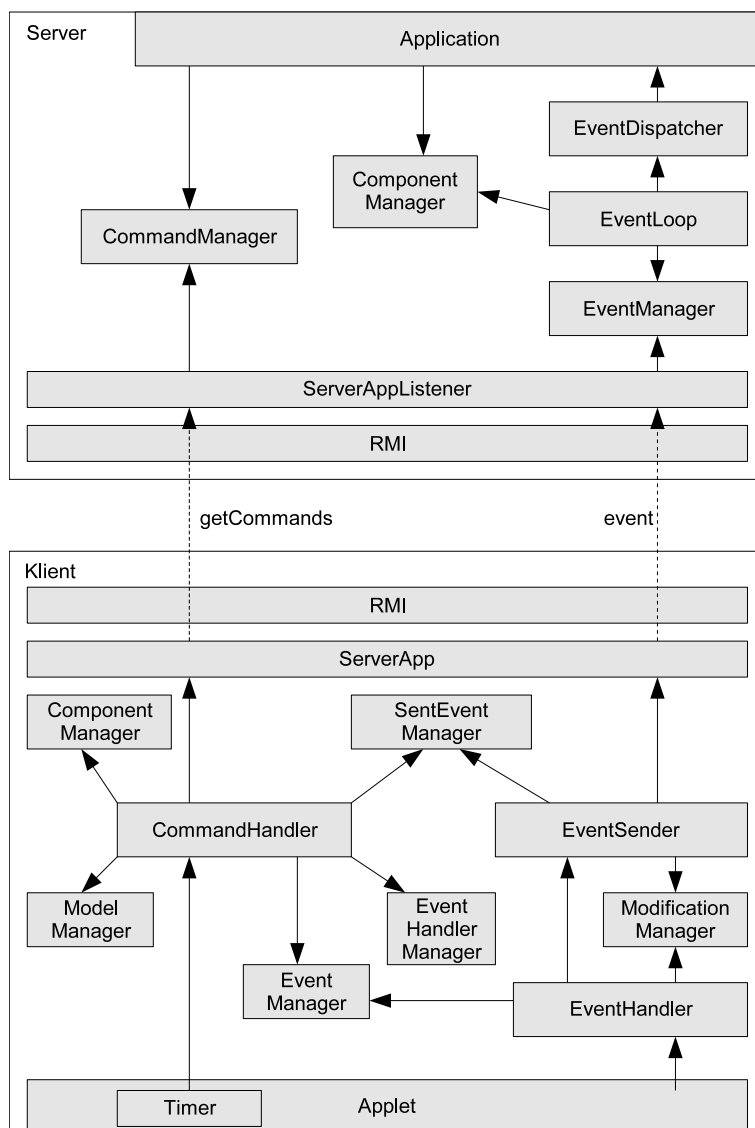 Server
Application
EventDispatcher
Component
Manager
EventLoop
CommandManager
EventManager
ServerAppListener
RMI
getCommands
event
Klient
RMI
ServerApp
Component
Manager
SentEvent
Manager
CommandHandler
EventSender
Model
Manager
Event
Handler
Manager
Modification
Manager
Event
Manager
EventHandler
Timer
Applet